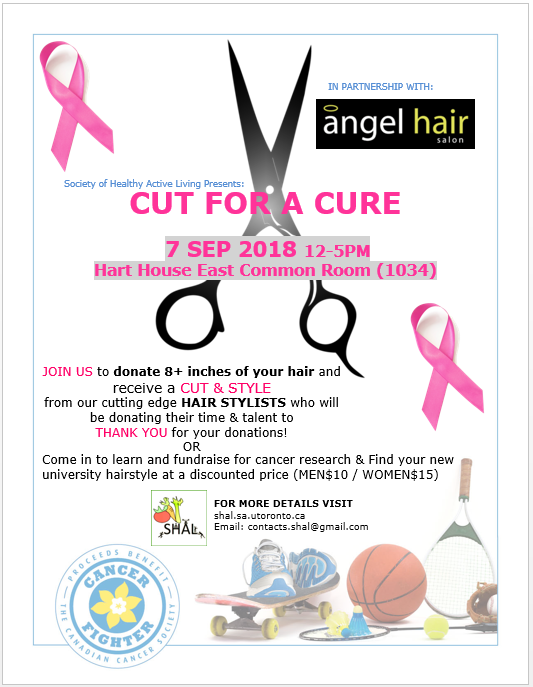 IN PARTNERSHIP WITH:
angel hair
salon
Society of Healthy Active Living Presents:
CUT FOR A CURE
7 SEP 2018 12-5PM
Hart House East Common Room (1034)
JOIN US to donate 8+ inches of your hair and
receive a CUT & STYLE
from our cutting edge HAIR STYLISTS who will
be donating their time & talent to
THANK YOU for your donations!
OR
Come in to learn and fundraise for cancer research & Find your new
university hairstyle at a discounted price (MEN$10 / WOMEN$15)
SHAL
FOR MORE DETAILS VISIT
shal.sa.utoronto.ca
Email: contacts.shal@gmail.com
PROCEEDS BENEFIT
CANCER
FIGHTER
THE CANADIAN CANCER SOCIETY